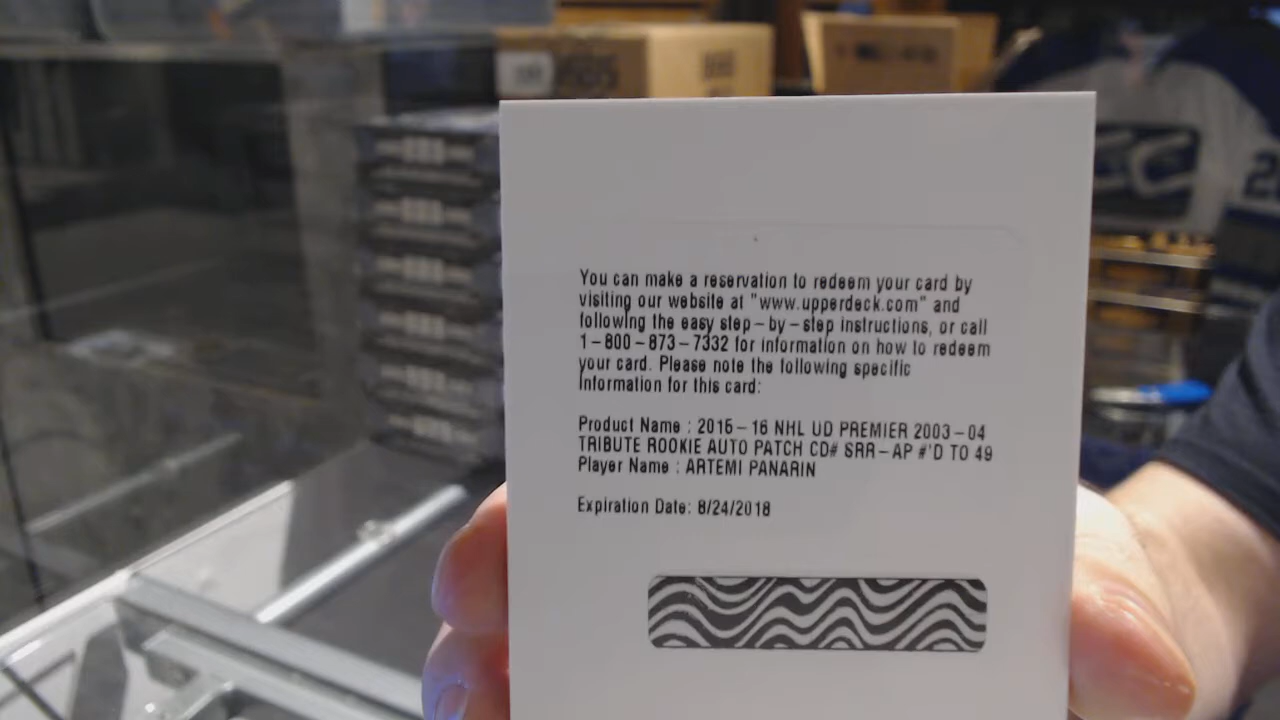 You can make a reservation to redeem your card by
visiting our website at "www.upperdeck.com" and
following the easy step-by-step instructions, or call
1-800-873-7332 for information on how to redeem
your card. Please note the following specific
Information for this card:
Product Name : 2015-16 NHL UD PREMIER 2003-04
TRIBUTE ROOKIE AUTO PATCH CD# SRR-AP #'D TO 49
Player Name : ARTEMI PANARIN
Expiration Date: 8/24/2018
CC